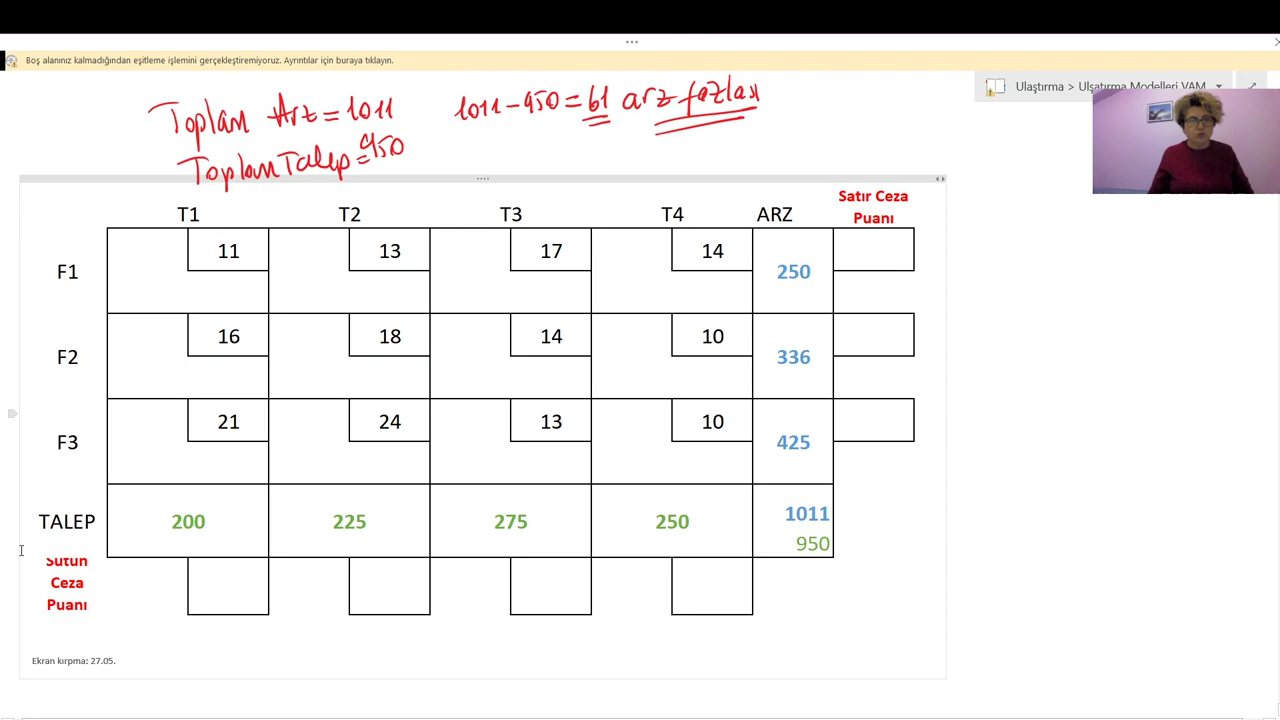 Boş alanınız kalmadığından eşitleme işlemini gerçekleştiremiyoruz. Ayrıntılar için buraya tıklayın.
Ulaştırma > Ulşatırma Modelleri VAM
Toplam Arz = 1011 1011-950 = 61 arz fazlası
Toplam Talep = 950
T1 T2 T3 T4 ARZ Satır Ceza Puanı
F1 11 13 17 14 250
F2 16 18 14 10 336
F3 21 24 13 10 425
TALEP 200 225 275 250 1011
950
Sütun
Ceza
Puanı
Ekran kırpma: 27.05.